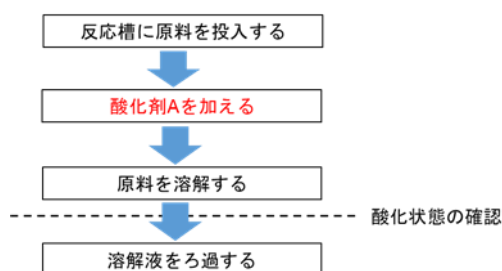 反応槽に原料を投入する
酸化剤Aを加える
原料を溶解する
酸化状態の確認
溶解液をろ過する